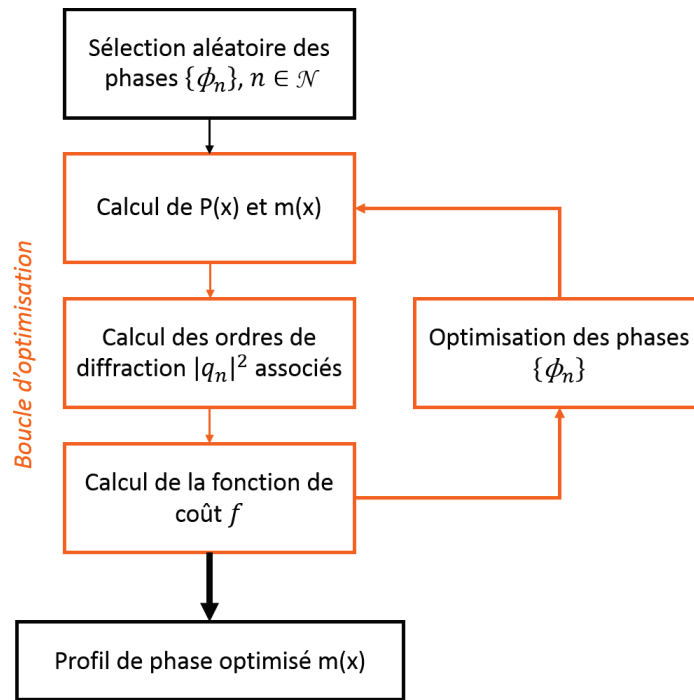 Sélection aléatoire des
phases {ϕₙ}, n ∈ 𝒩
Calcul de P(x) et m(x)
Boucle d'optimisation
Calcul des ordres de
diffraction |qₙ|² associés
Optimisation des phases
{ϕₙ}
Calcul de la fonction de
coût f
Profil de phase optimisé m(x)